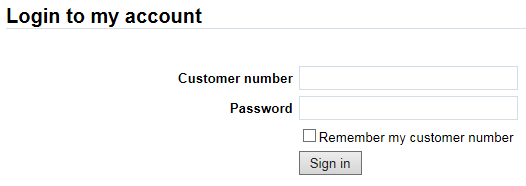 Login to my account
Customer number
Password
Remember my customer number
Sign in